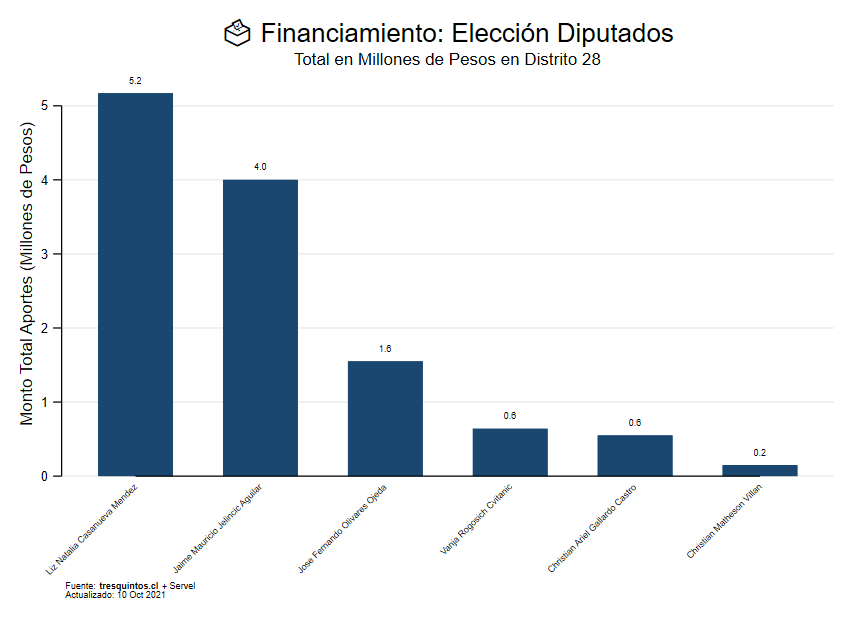 Financiamiento: Elección Diputados
Total en Millones de Pesos en Distrito 28
Monto Total Aportes (Millones de Pesos)
5
4
3
2
1
0
5.2
4.0
1.6
0.6
0.6
0.2
Liz Natalia Casanueva Mendez
Jaime Mauricio Jelincic Aguilar
Jose Fernando Olivares Ojeda
Vanja Rogosich Cvitanic
Christian Ariel Gallardo Castro
Christian Matheson Villan
Fuente: tresquintos.cl + Servel
Actualizado: 10 Oct 2021